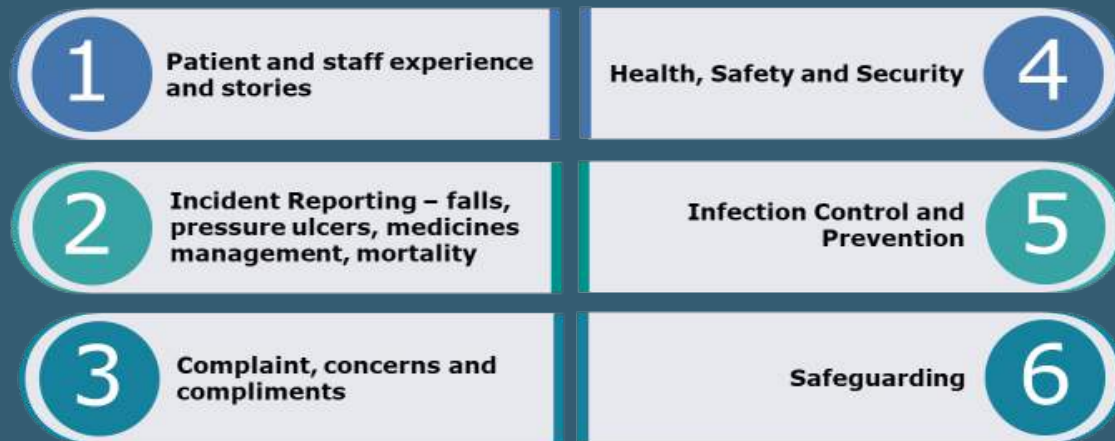 1
Patient and staff experience
and stories
2
Incident Reporting – falls,
pressure ulcers, medicines
management, mortality
3
Complaint, concerns and
compliments
Health, Safety and Security
4
Infection Control and
Prevention
5
Safeguarding
6